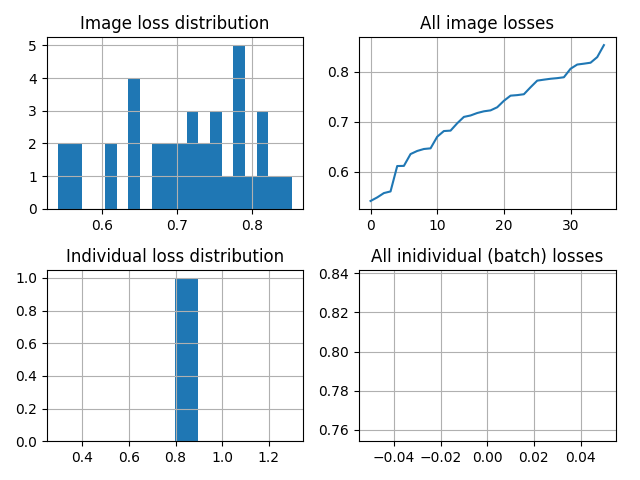 Image loss distribution
5
4
3
2
1
0
0.6 0.7 0.8
All image losses
0.8
0.7
0.6
0 10 20 30
Individual loss distribution
1.0
0.8
0.6
0.4
0.2
0.0
0.4 0.6 0.8 1.0 1.2
All inidividual (batch) losses
0.84
0.82
0.80
0.78
0.76
−0.04 −0.02 0.00 0.02 0.04